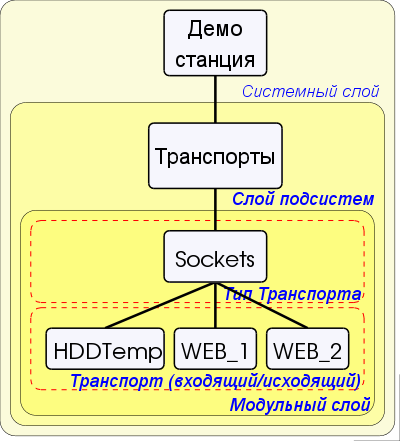 Демо
станция
Системный слой
Транспорты
Слой подсистем
Sockets
Тип Транспорта
HDDTemp WEB_1 WEB_2
Транспорт (входящий/исходящий)
Модульный слой